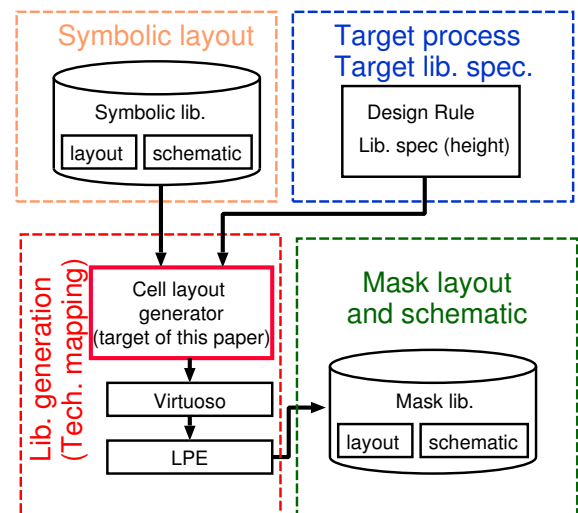 Symbolic layout
Symbolic lib.
layout
schematic
Target process
Target lib. spec.
Design Rule
Lib. spec (height)
Lib. generation
(Tech. mapping)
Cell layout
generator
(target of this paper)
Virtuoso
LPE
Mask layout
and schematic
Mask lib.
layout
schematic